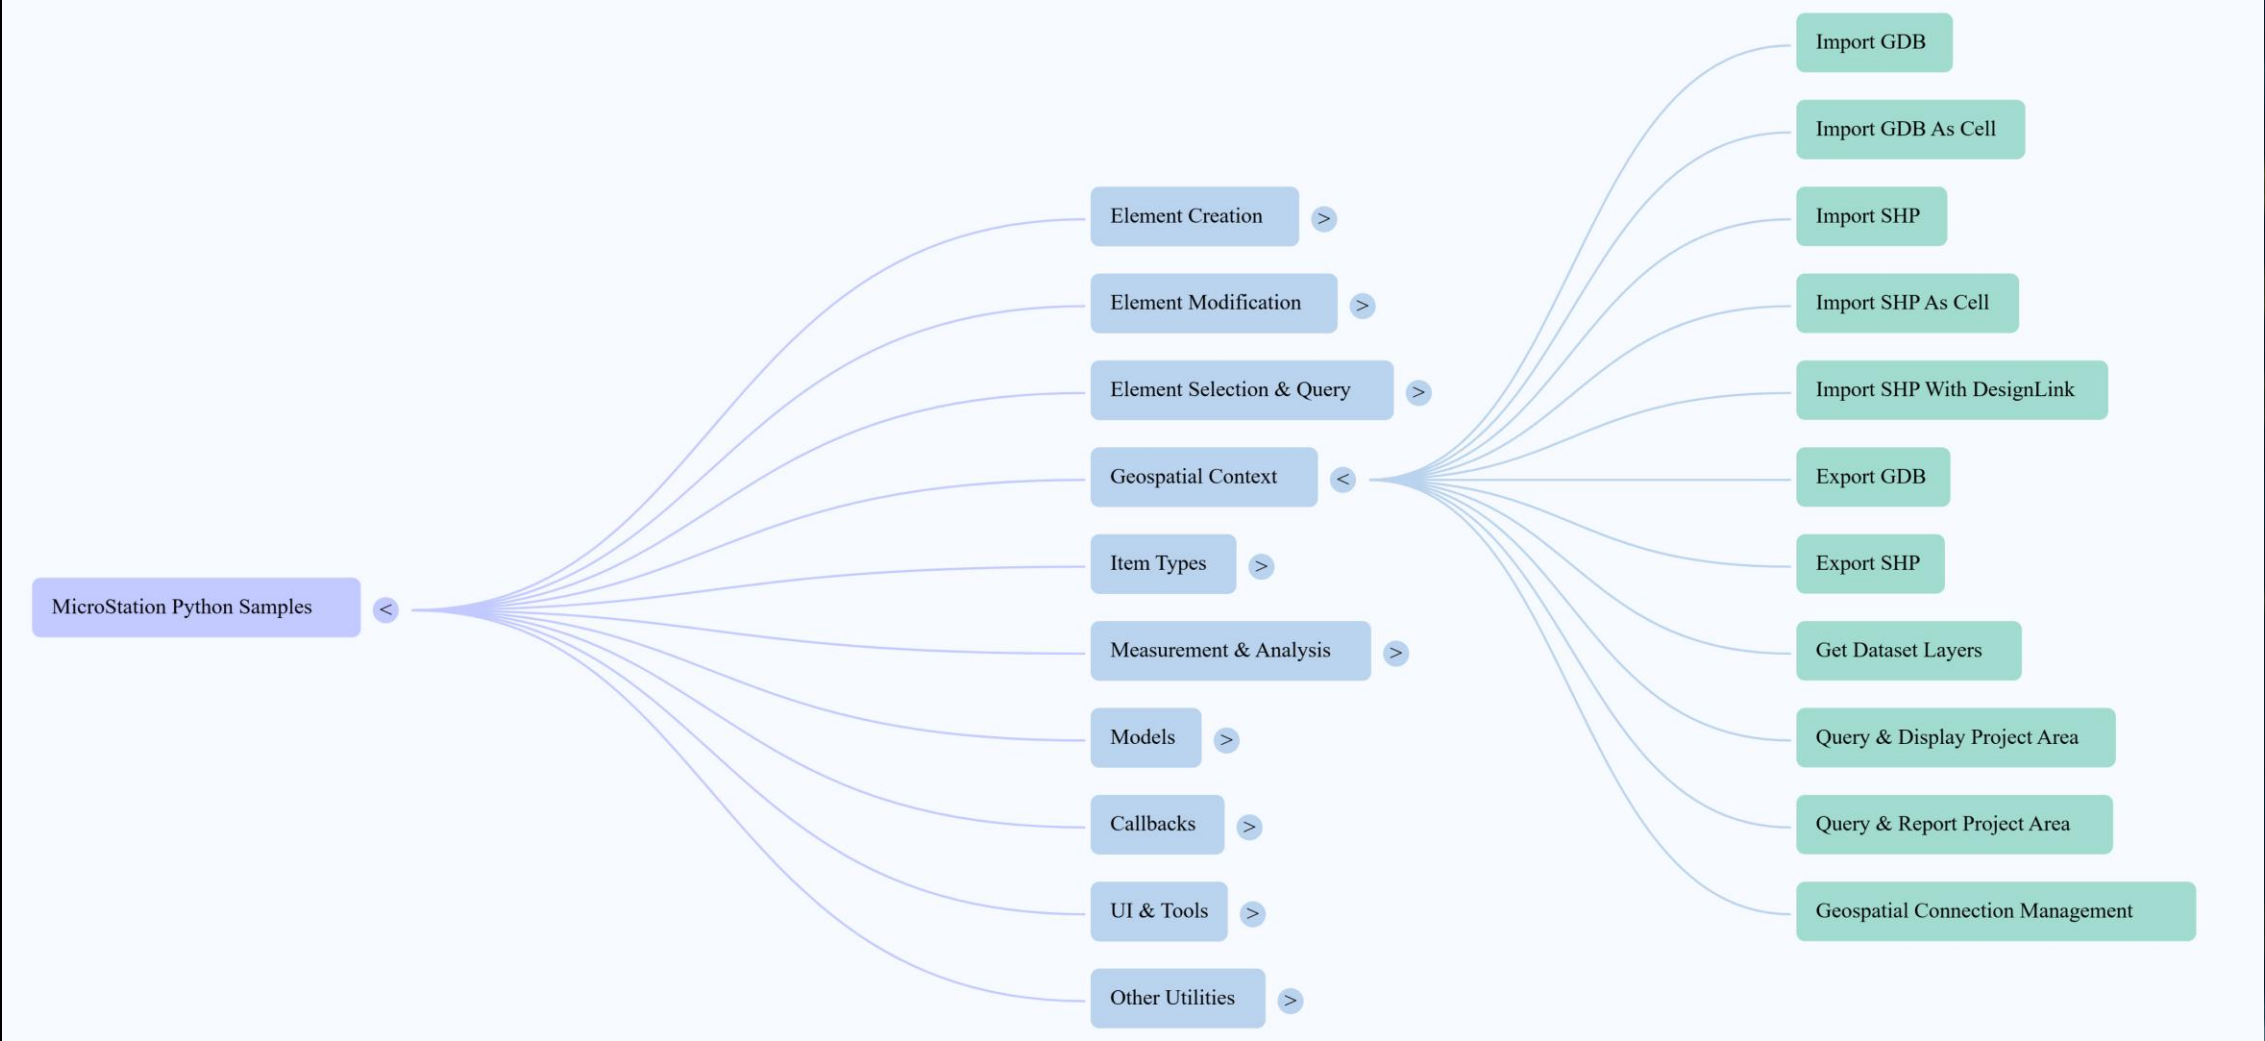 MicroStation Python Samples
<
Element Creation
>
Element Modification
>
Element Selection & Query
>
Geospatial Context
<
Item Types
>
Measurement & Analysis
>
Models
>
Callbacks
>
UI & Tools
>
Other Utilities
>
Import GDB
Import GDB As Cell
Import SHP
Import SHP As Cell
Import SHP With DesignLink
Export GDB
Export SHP
Get Dataset Layers
Query & Display Project Area
Query & Report Project Area
Geospatial Connection Management